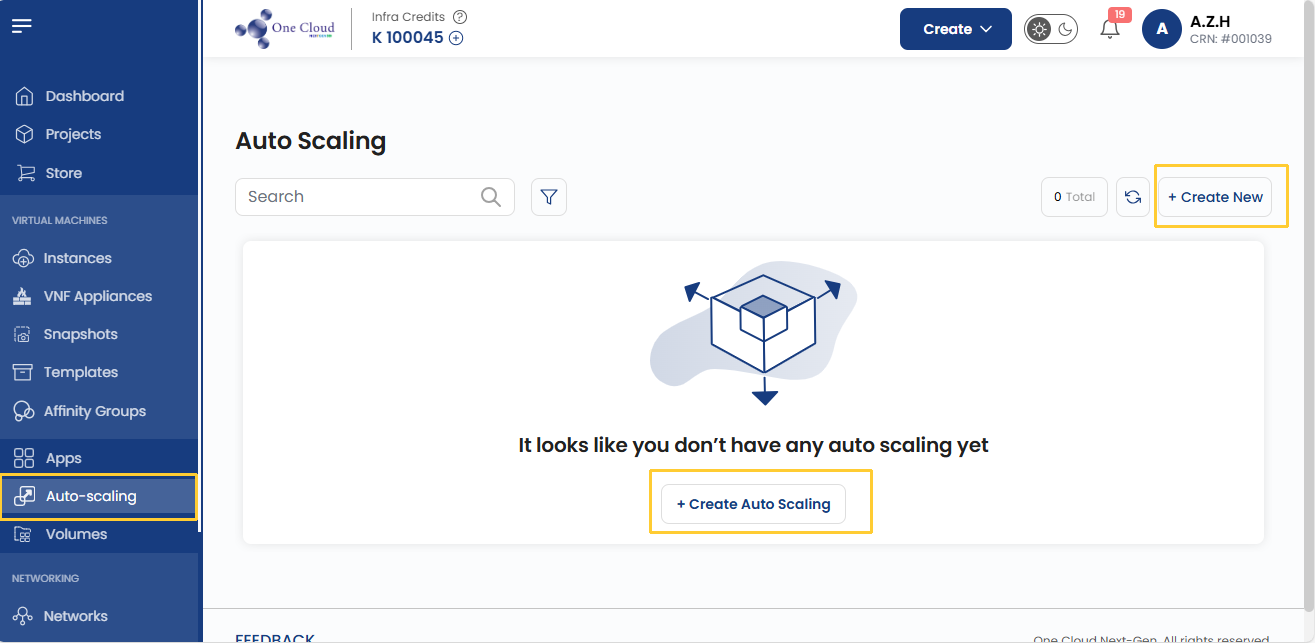 One Cloud
Infra Credits
K 100045
Create
19
A
A.Z.H
CRN: #001039
Dashboard
Projects
Store
VIRTUAL MACHINES
Instances
VNF Appliances
Snapshots
Templates
Affinity Groups
Apps
Auto-scaling
Volumes
NETWORKING
Networks
Auto Scaling
Search
0 Total
+ Create New
It looks like you don’t have any auto scaling yet
+ Create Auto Scaling
FEEDBACK
One Cloud Next-Gen. All rights reserved